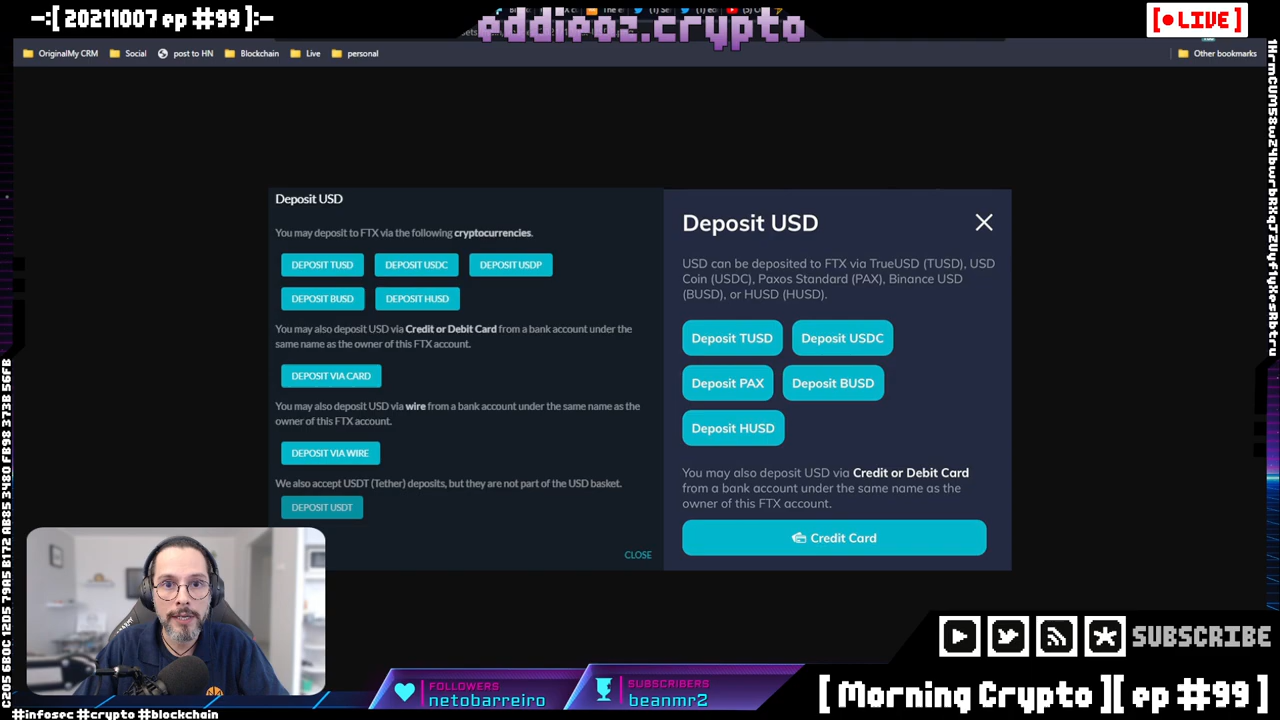 –:[ 20211007 ep #99 ]:–
eddieoz.crypto
[● LIVE ]
OriginalMy CRM
Social
post to HN
Blockchain
Live
personal
Other bookmarks
Deposit USD
You may deposit to FTX via the following cryptocurrencies.
DEPOSIT TUSD
DEPOSIT USDC
DEPOSIT USDP
DEPOSIT BUSD
DEPOSIT HUSD
You may also deposit USD via Credit or Debit Card from a bank account under the
same name as the owner of this FTX account.
DEPOSIT VIA CARD
You may also deposit USD via wire from a bank account under the same name as the
owner of this FTX account.
DEPOSIT VIA WIRE
We also accept USDT (Tether) deposits, but they are not part of the USD basket.
DEPOSIT USDT
CLOSE
Deposit USD
USD can be deposited to FTX via TrueUSD (TUSD), USD
Coin (USDC), Paxos Standard (PAX), Binance USD
(BUSD), or HUSD (HUSD).
Deposit TUSD
Deposit USDC
Deposit PAX
Deposit BUSD
Deposit HUSD
You may also deposit USD via Credit or Debit Card
from a bank account under the same name as the
owner of this FTX account.
Credit Card
SUBSCRIBE
FOLLOWERS
netobarreiro
SUBSCRIBERS
beanmr2
[ Morning Crypto ][ ep #99 ]
#infosec #crypto #blockchain